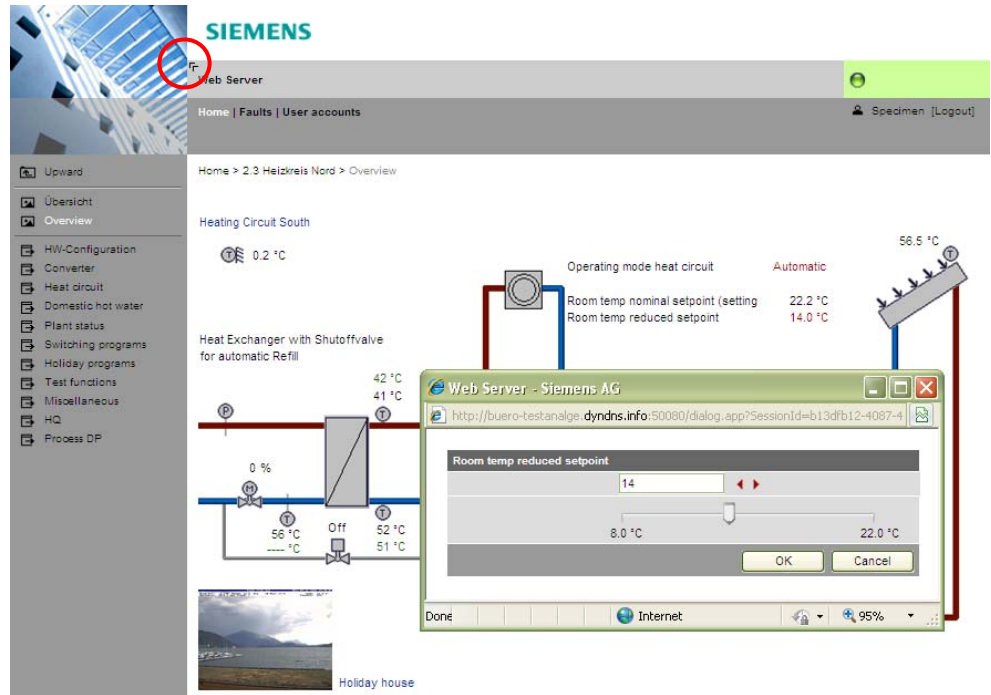 SIEMENS
Web Server
Home | Faults | User accounts
Specimen [Logout]
Upward
Übersicht
Overview
HW-Configuration
Converter
Heat circuit
Domestic hot water
Plant status
Switching programs
Holiday programs
Test functions
Miscellaneous
HQ
Process DP
Home > 2.3 Heizkreis Nord > Overview
Heating Circuit South
T 0.2 °C
56.5 °C
T
Operating mode heat circuit Automatic
Room temp nominal setpoint (setting 22.2 °C
Room temp reduced setpoint 14.0 °C
Heat Exchanger with Shutoffvalve
for automatic Refill
42 °C
41 °C
P
T
0 %
M
T
56 °C
---- °C
Off
T
52 °C
51 °C
Web Server - Siemens AG
http://buero-testanalge.dyndns.info:50080/dialog.app?SessionId=b13dfb12-4087-4
Room temp reduced setpoint
14
8.0 °C 22.0 °C
OK Cancel
Done Internet 95%
Holiday house